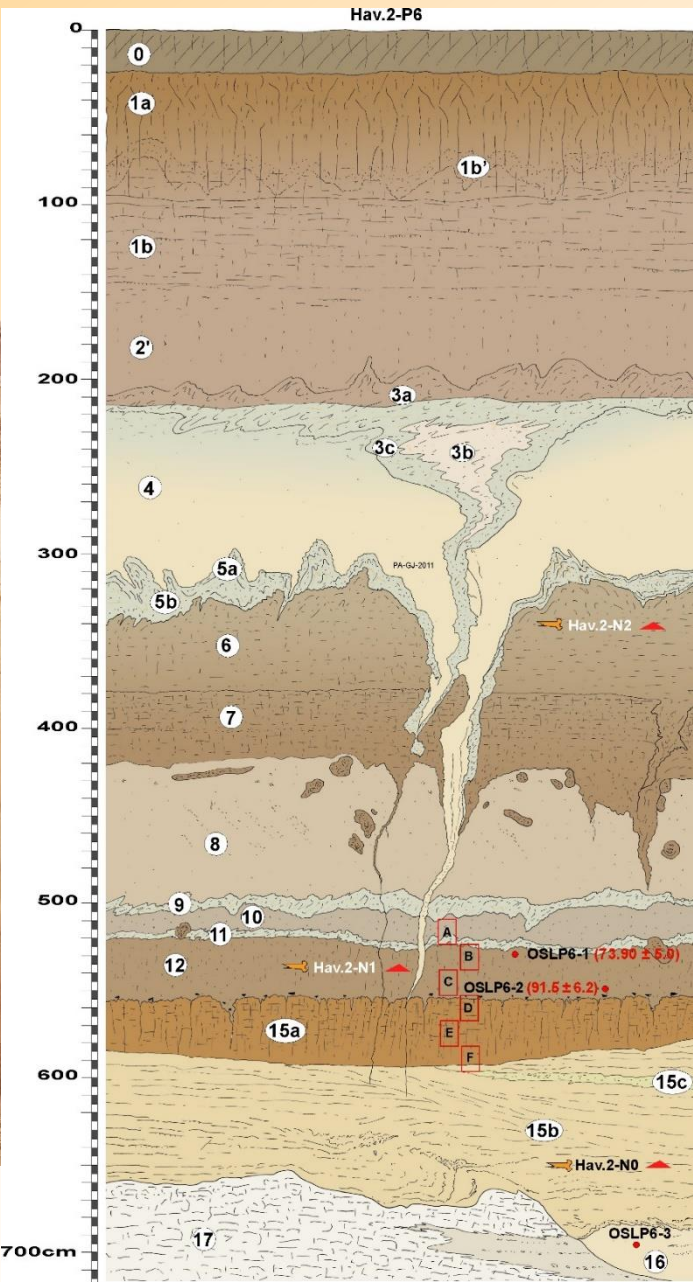 Hav.2-P6
0
0
1a
1b'
100
1b
2'
200
3a
3c
3b
4
300
PA-GJ-2011
5a
5b
Hav.2-N2
6
7
400
8
500
9
10
A
11
B
OSLP6-1 (73.90 ± 5.0)
12
Hav.2-N1
C
OSLP6-2 (91.5 ± 6.2)
D
15a
E
F
600
15c
15b
Hav.2-N0
OSLP6-3
17
700cm
16